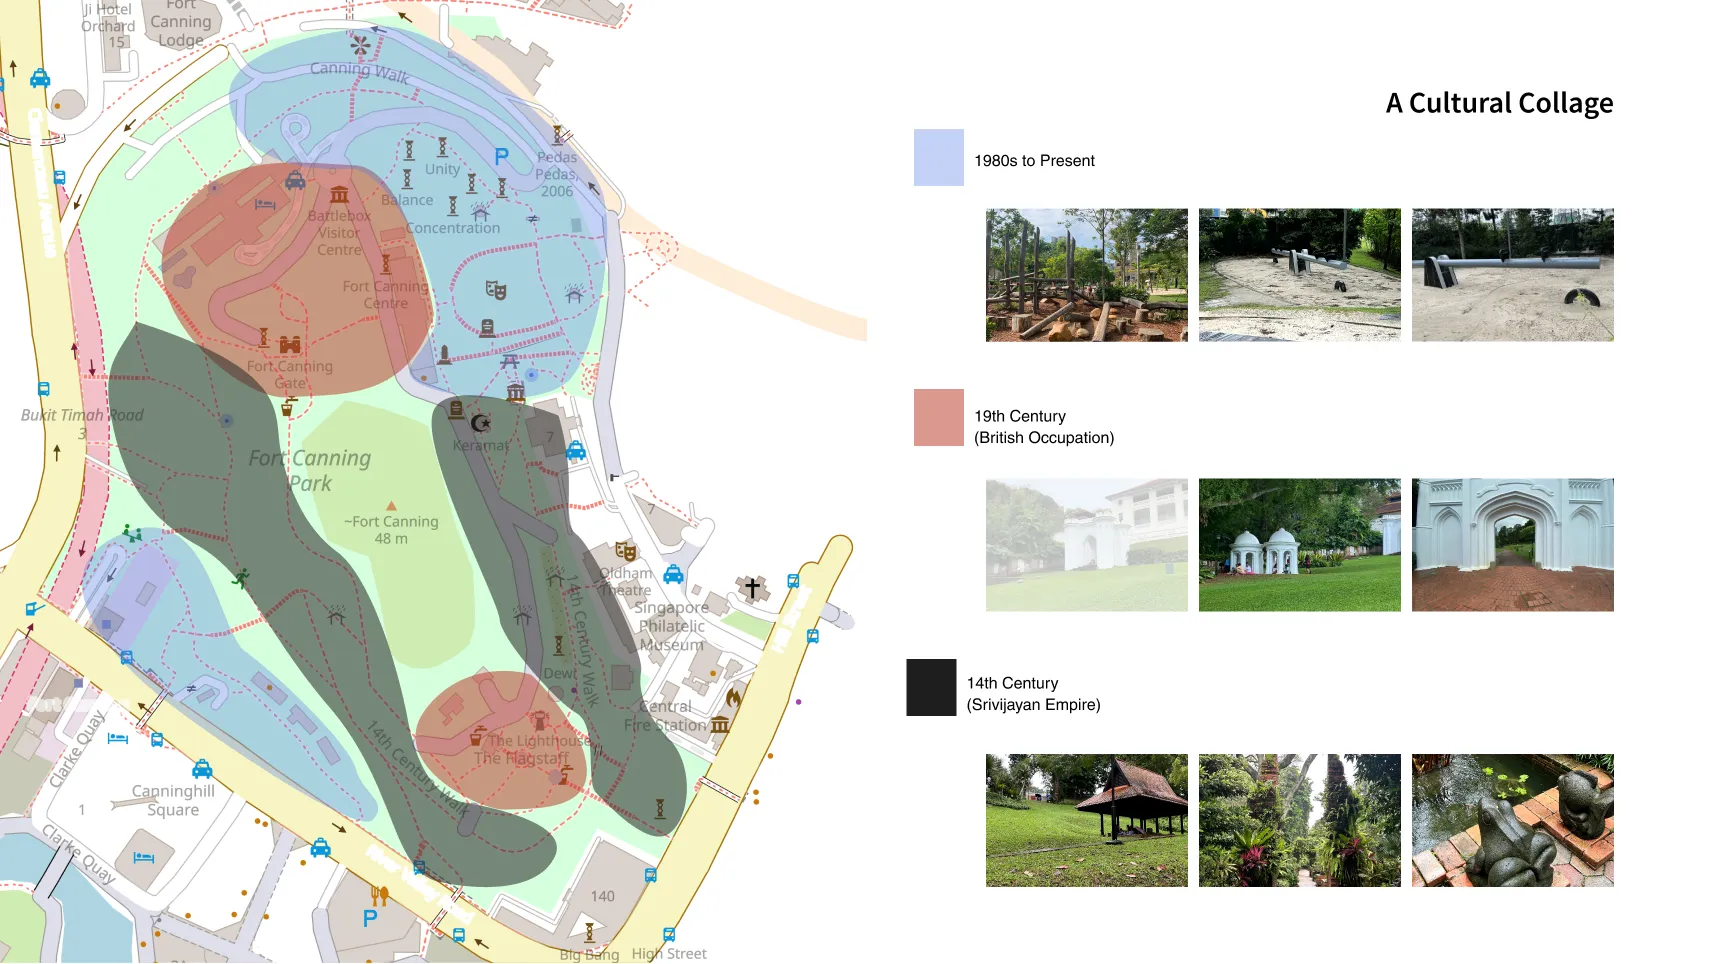 Ji Hotel
Orchard
15
Fort
Canning
Lodge
Canning Walk
Pedas
Pedas,
2006
Unity
Balance
Concentration
Battlebox
Visitor
Centre
Fort Canning
Centre
Fort Canning
Gate
Bukit Timah Road
3
Fort Canning
Park
~Fort Canning
48 m
Keramat
7
7
Oldham
Theatre
Singapore
Philatelic
Museum
14th Century Walk
Dewi
Central
Fire Station
The Lighthouse
The Flagstaff
14th Century Walk
Clarke Quay
Canninghill
Square
1
Clarke Quay
140
Big Bang
High Street
A Cultural Collage
1980s to Present
19th Century
(British Occupation)
14th Century
(Srivijayan Empire)